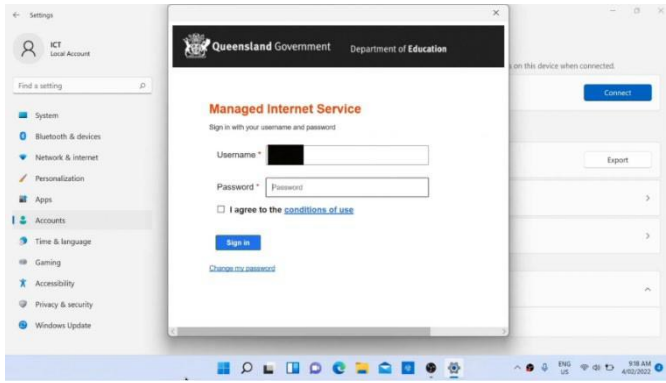 Settings
ICT
Local Account
Find a setting
System
Bluetooth & devices
Network & internet
Personalization
Apps
Accounts
Time & language
Gaming
Accessibility
Privacy & security
Windows Update
Queensland Government
Department of Education
Managed Internet Service
Sign in with your username and password
Username *
Password * Password
I agree to the conditions of use
Sign in
Change my password
s on this device when connected.
Connect
Export
ENG
US
9:18 AM
4/02/2022